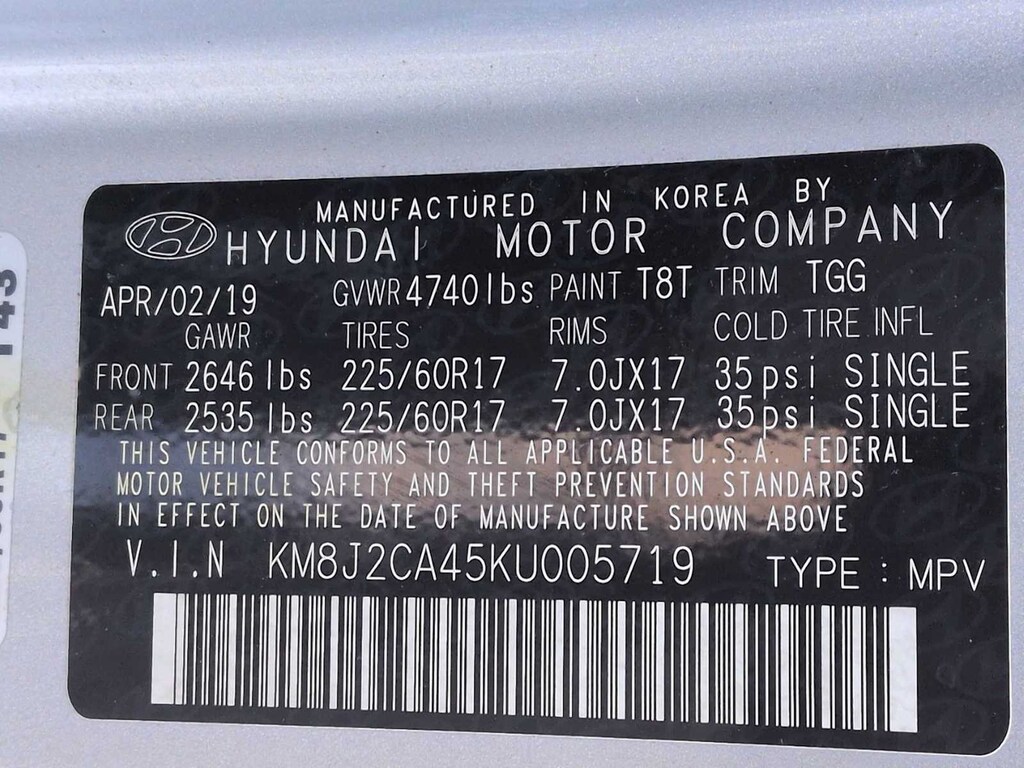 MANUFACTURED IN KOREA BY
HYUNDAI MOTOR COMPANY
APR/02/19 GVWR 4740lbs PAINT T8T TRIM TGG
GAWR TIRES RIMS COLD TIRE INFL
FRONT 2646 lbs 225/60R17 7.0JX17 35psi SINGLE
REAR 2535 lbs 225/60R17 7.0JX17 35psi SINGLE
THIS VEHICLE CONFORMS TO ALL APPLICABLE U.S.A. FEDERAL
MOTOR VEHICLE SAFETY AND THEFT PREVENTION STANDARDS
IN EFFECT ON THE DATE OF MANUFACTURE SHOWN ABOVE
V.I.N KM8J2CA45KU005719 TYPE : MPV